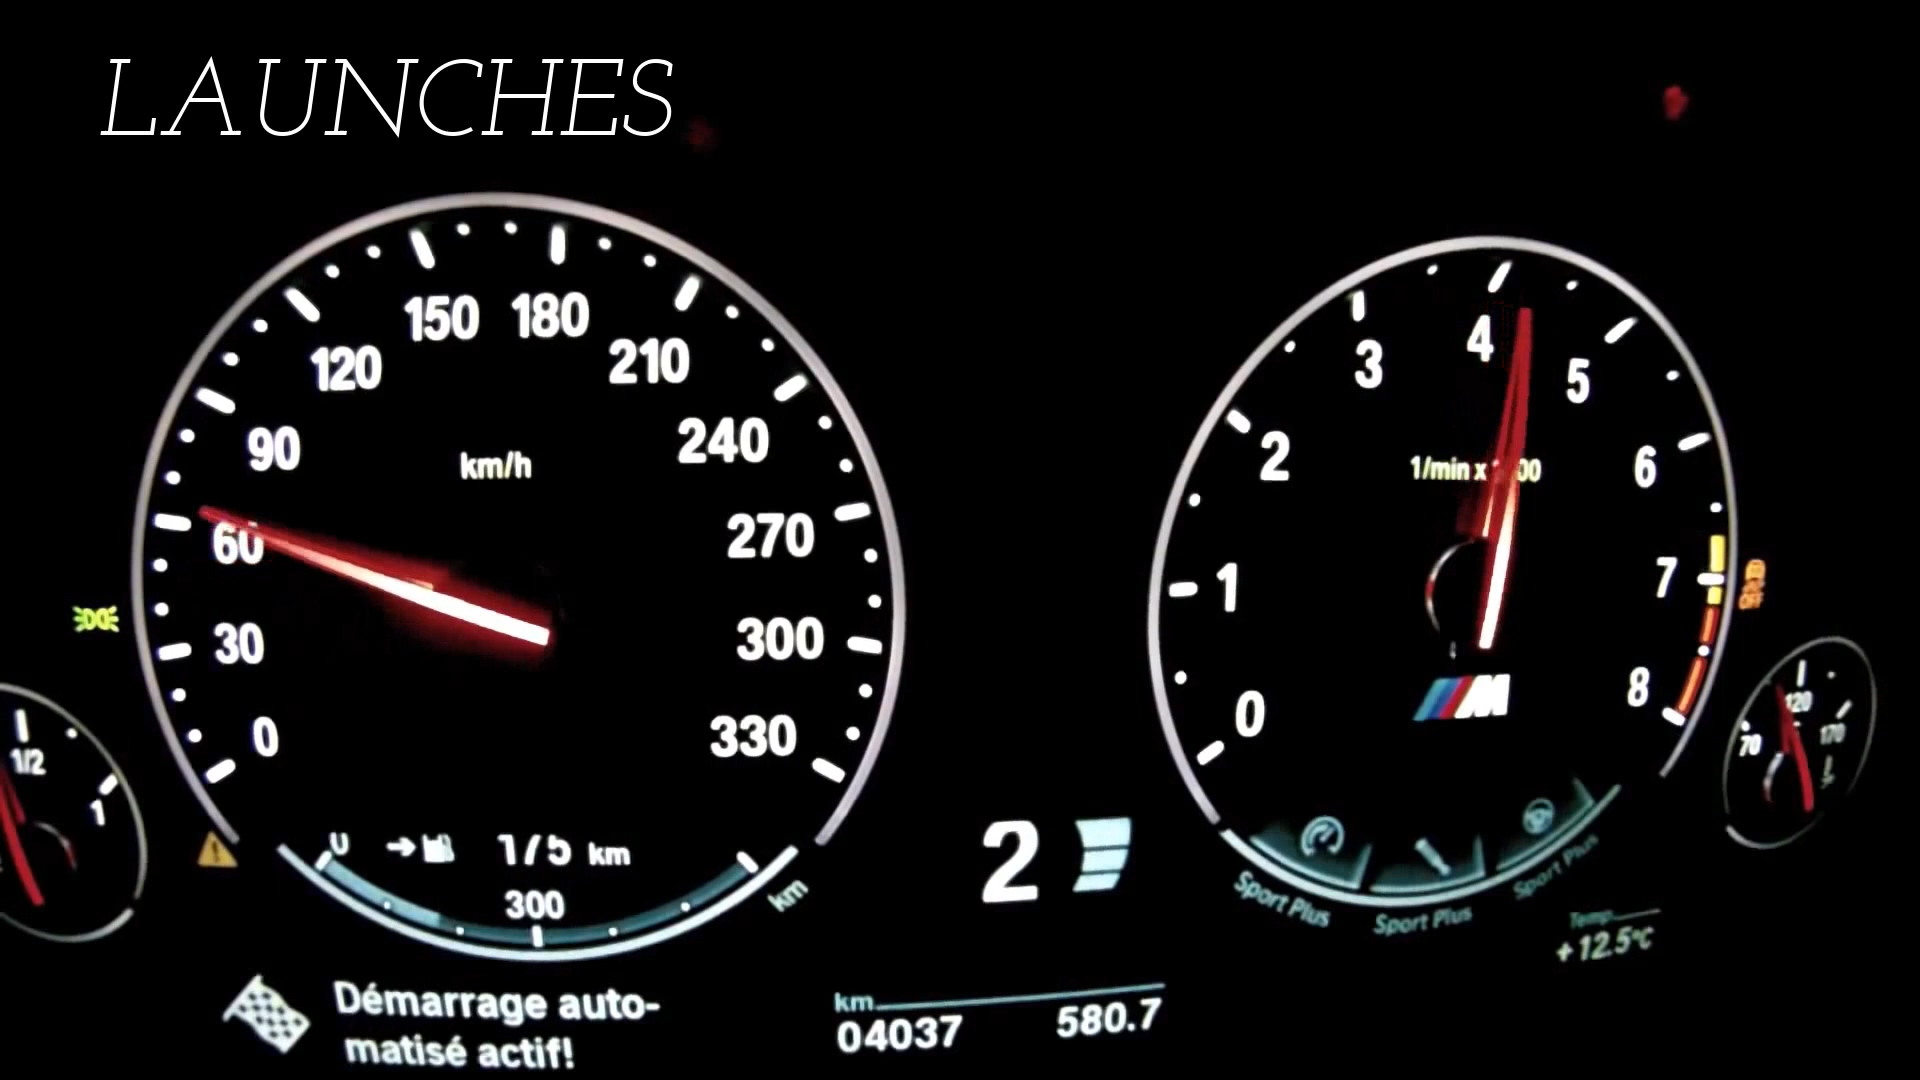 LAUNCHES
150 180
120 210
90 240
km/h
60 270
30 300
0 330
3 4 5
2 6
1 7
0 8
M
1/2
1
120
70 170
175 km
300
km
2
Sport Plus
Sport Plus
Sport Plus
Temp.
+12.5°C
Démarrage auto-
matisé actif!
km
04037 580.7